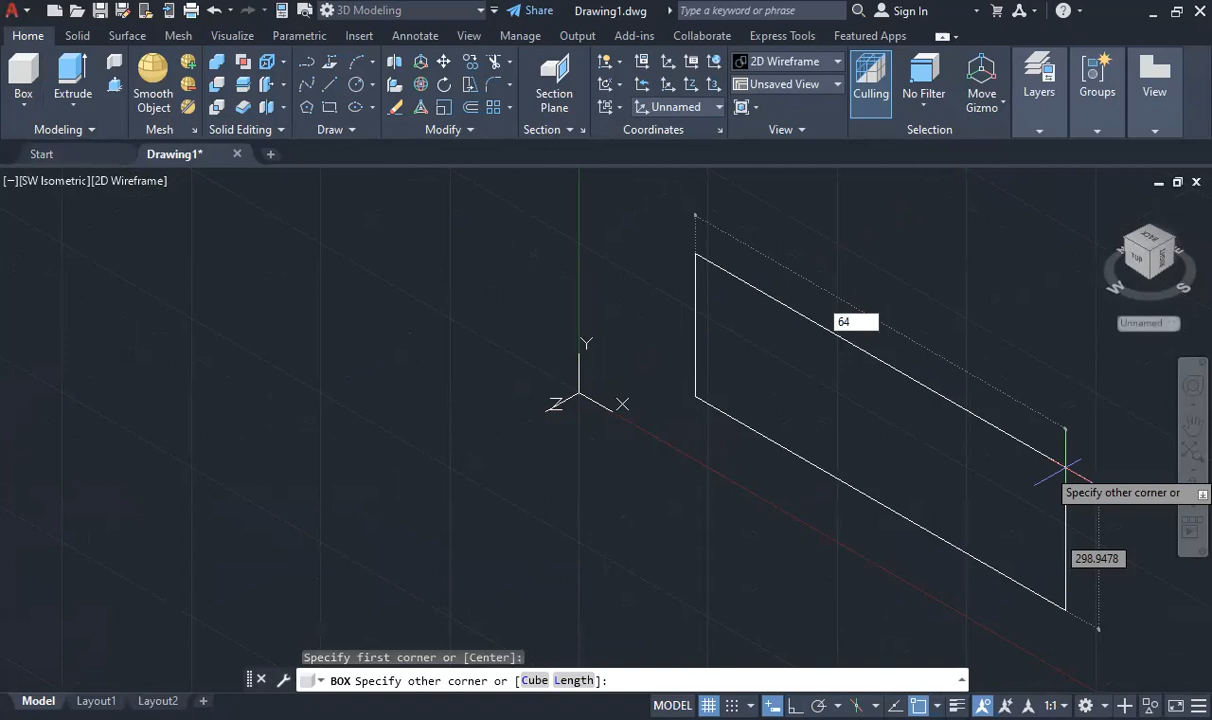 3D Modeling
Share
Drawing1.dwg
Type a keyword or phrase
Sign In
Home
Solid
Surface
Mesh
Visualize
Parametric
Insert
Annotate
View
Manage
Output
Add-ins
Collaborate
Express Tools
Featured Apps
Box
Extrude
Smooth
Object
Section
Plane
Unnamed
2D Wireframe
Unsaved View
Culling
No Filter
Move
Gizmo
Layers
Groups
View
Modeling
Mesh
Solid Editing
Draw
Modify
Section
Coordinates
View
Selection
Start
Drawing1*
[−][SW Isometric][2D Wireframe]
BACK
TOP
W
S
Unnamed
64
Y
Z
X
Specify other corner or
298.9478
Specify first corner or [Center]:
BOX Specify other corner or [Cube Length]:
Model
Layout1
Layout2
MODEL
1:1